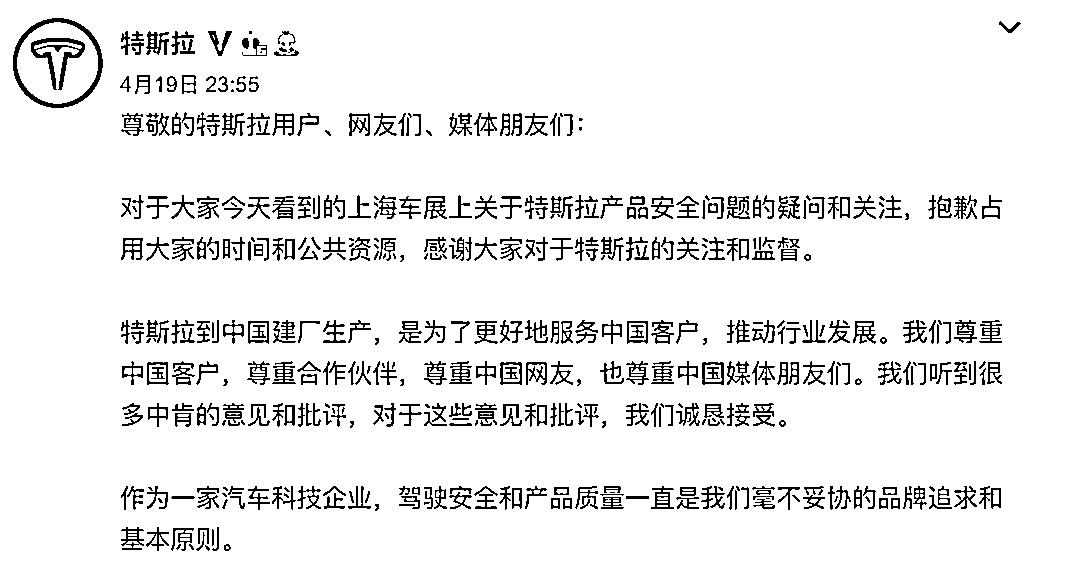 特斯拉
4月19日 23:55
尊敬的特斯拉用户、网友们、媒体朋友们：
对于大家今天看到的上海车展上关于特斯拉产品安全问题的疑问和关注，抱歉占
用大家的时间和公共资源，感谢大家对于特斯拉的关注和监督。
特斯拉到中国建厂生产，是为了更好地服务中国客户，推动行业发展。我们尊重
中国客户，尊重合作伙伴，尊重中国网友，也尊重中国媒体朋友们。我们听到很
多中肯的意见和批评，对于这些意见和批评，我们诚恳接受。
作为一家汽车科技企业，驾驶安全和产品质量一直是我们毫不妥协的品牌追求和
基本原则。